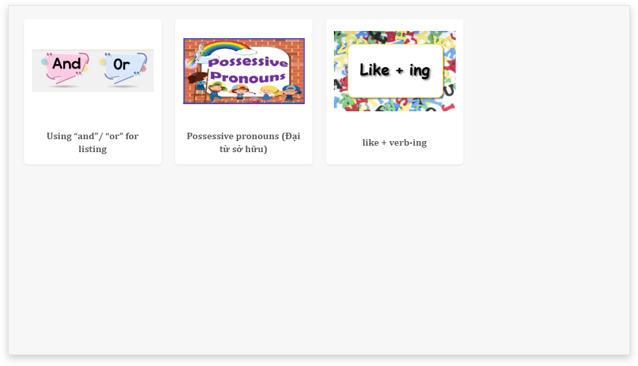 And
Or
Using “and”/ “or” for
listing
Possessive
Pronouns
Possessive pronouns (Đại
từ sở hữu)
Like + ing
like + verb-ing